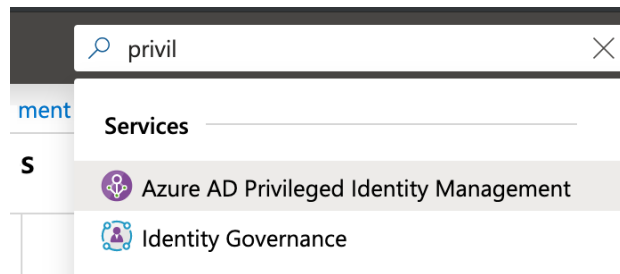 privil
ment
Services
s
Azure AD Privileged Identity Management
Identity Governance